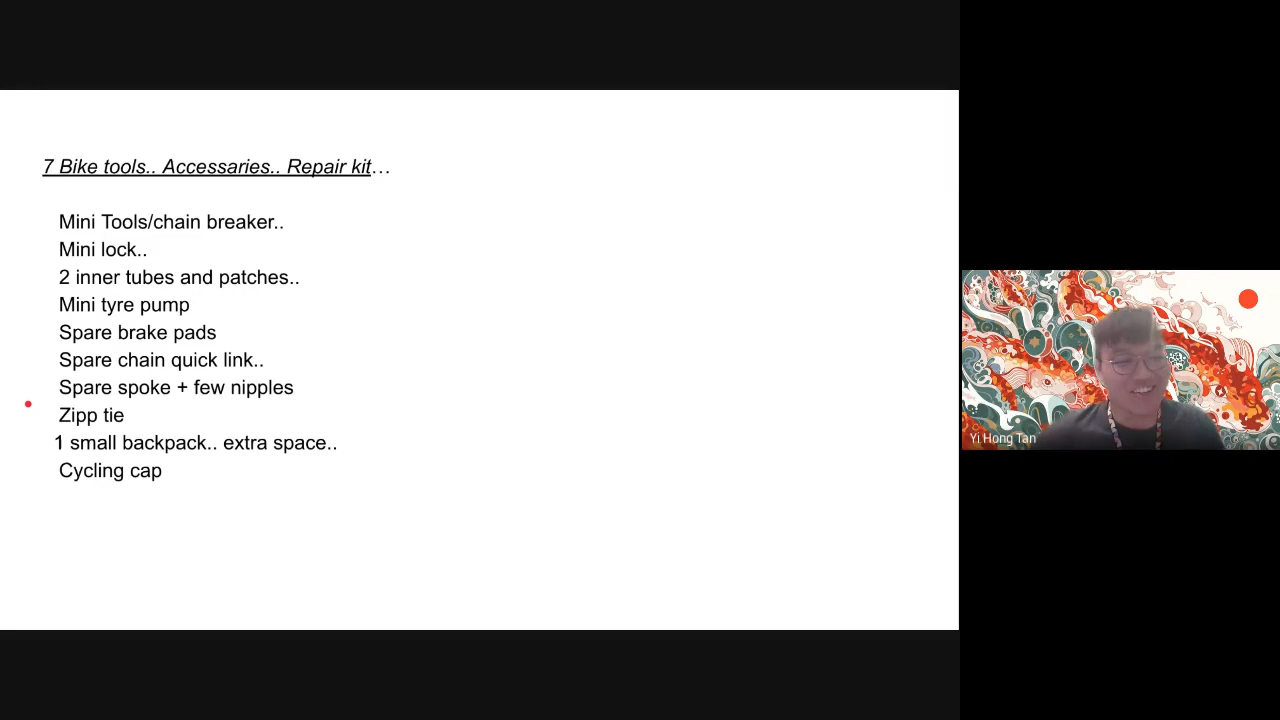 7 Bike tools.. Accessaries.. Repair kit…
Mini Tools/chain breaker..
Mini lock..
2 inner tubes and patches..
Mini tyre pump
Spare brake pads
Spare chain quick link..
Spare spoke + few nipples
Zipp tie
1 small backpack.. extra space..
Cycling cap
Yi Hong Tan